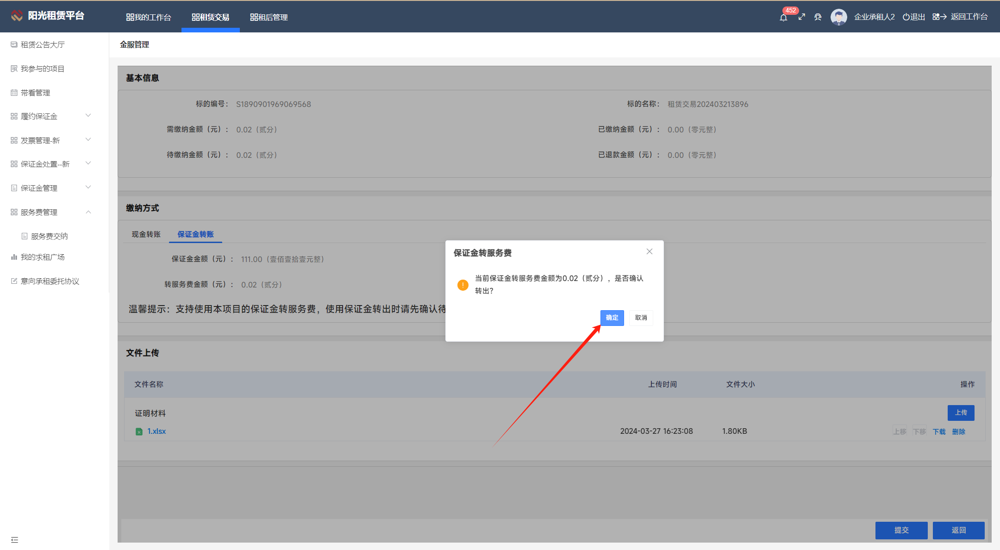 阳光租赁平台
我的工作台
租赁交易
租后管理
452
企业承租人2
退出
返回工作台
租赁公告大厅
我参与的项目
带看管理
履约保证金
发票管理-新
保证金处置--新
保证金管理
服务费管理
服务费交纳
我的求租广场
意向承租委托协议
金服管理
基本信息
标的编号： S1890901969069568
标的名称： 租赁交易202403213896
需缴纳金额（元）： 0.02（贰分）
已缴纳金额（元）： 0.00（零元整）
待缴纳金额（元）： 0.02（贰分）
已退款金额（元）： 0.00（零元整）
缴纳方式
现金转账 保证金转账
保证金金额（元）： 111.00（壹佰壹拾壹元整）
转服务费金额（元）： 0.02（贰分）
温馨提示：支持使用本项目的保证金转服务费，使用保证金转出时请先确认待
保证金转服务费
当前保证金转服务费金额为0.02（贰分），是否确认
转出？
确定 取消
文件上传
文件名称 上传时间 文件大小 操作
证明材料 上传
1.xlsx 2024-03-27 16:23:08 1.80KB 上移 下移 下载 删除
提交 返回